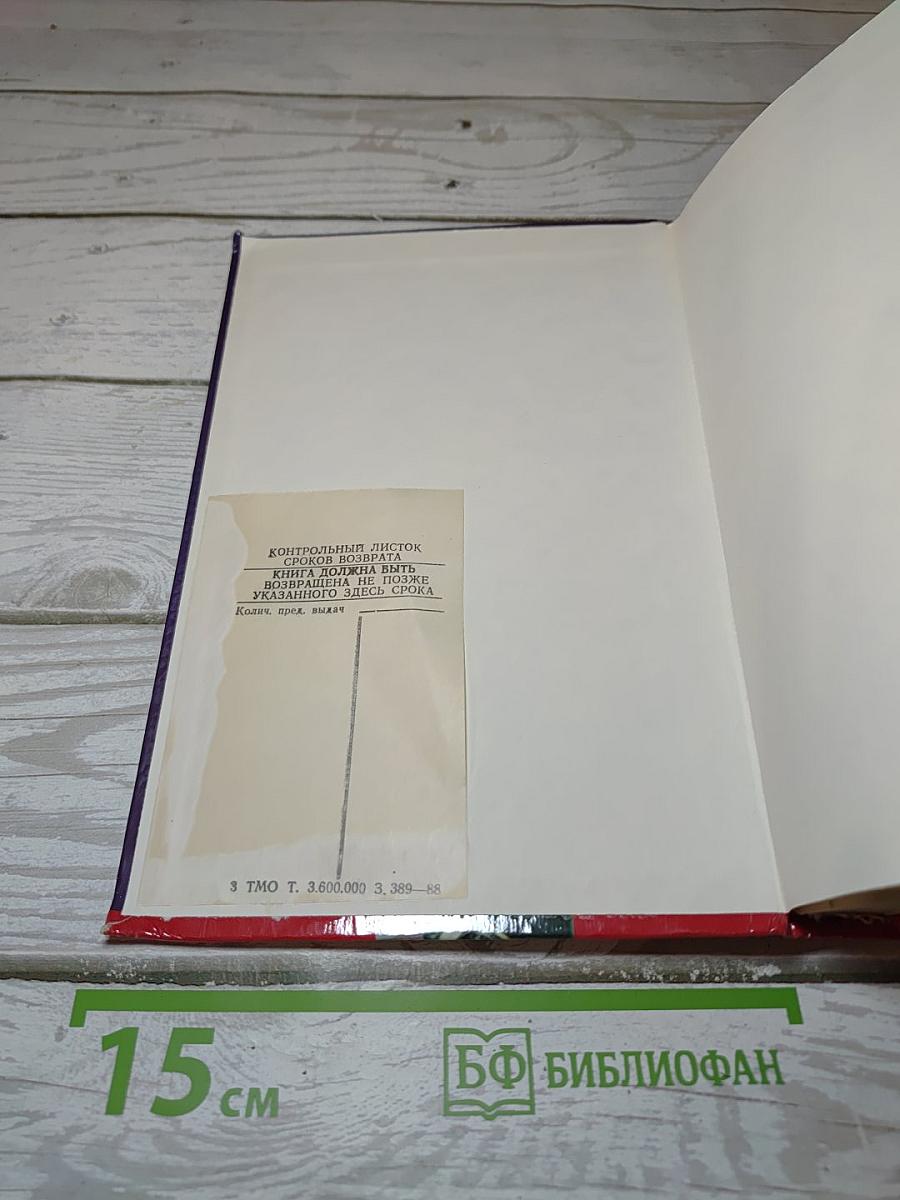 КОНТРОЛЬНЫЙ ЛИСТОК
СРОКОВ ВОЗВРАТА
КНИГА ДОЛЖНА БЫТЬ
ВОЗВРАЩЕНА НЕ ПОЗЖЕ
УКАЗАННОГО ЗДЕСЬ СРОКА
Колич. пред. выдач
3 ТМО Т. 3.600.000 З. 389—88
15 см
БФ БИБЛИОФАН